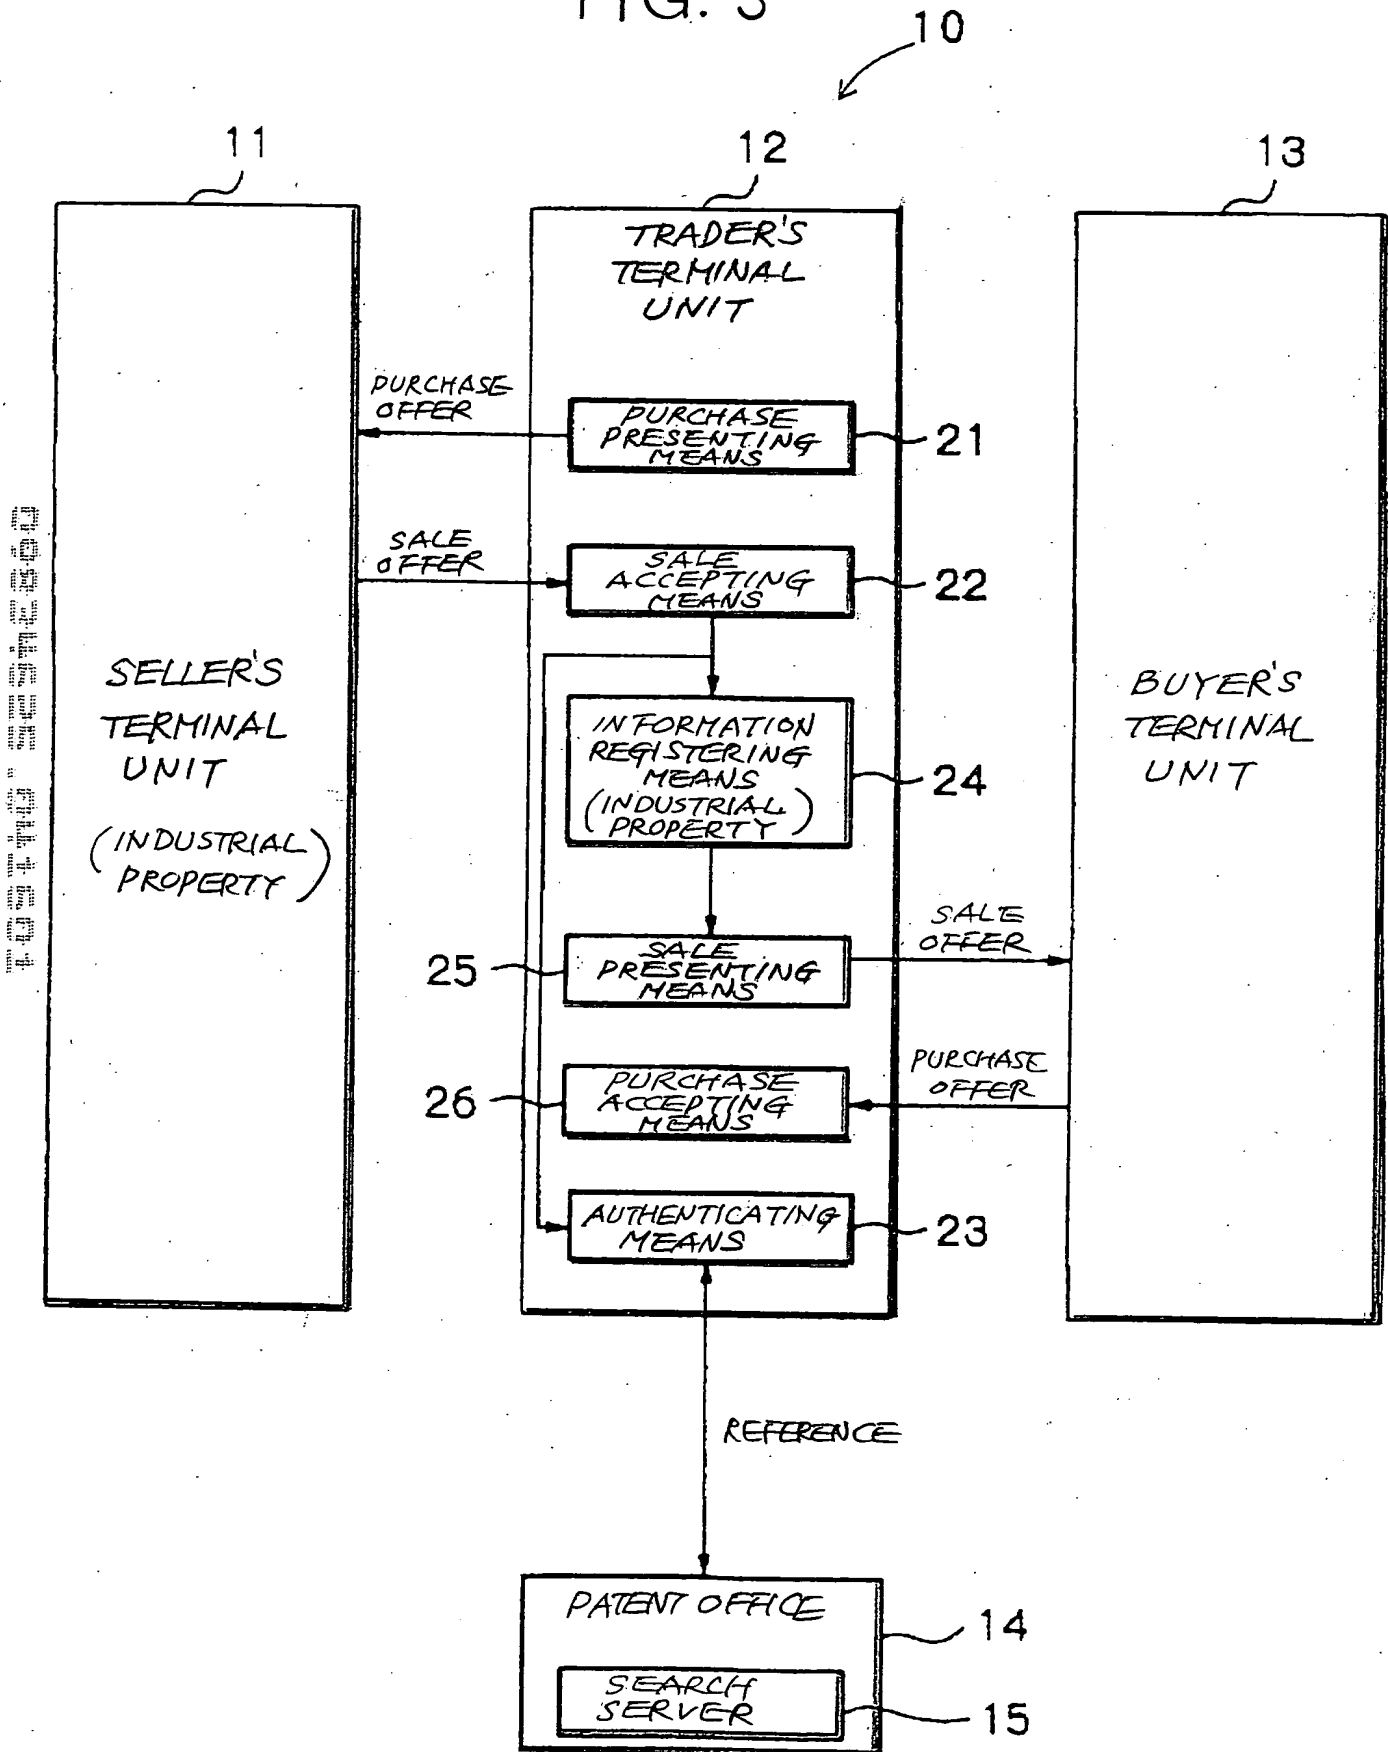 FIG. 3
10
11
12
13
TRADER'S
TERMINAL
UNIT
PURCHASE
OFFER
PURCHASE
PRESENTING
MEANS
21
SALE
OFFER
SALE
ACCEPTING
MEANS
22
SELLER'S
TERMINAL
UNIT
(INDUSTRIAL
PROPERTY)
INFORMATION
REGISTERING
MEANS
(INDUSTRIAL
PROPERTY)
24
BUYER'S
TERMINAL
UNIT
25
SALE
PRESENTING
MEANS
SALE
OFFER
26
PURCHASE
ACCEPTING
MEANS
PURCHASE
OFFER
AUTHENTICATING
MEANS
23
REFERENCE
PATENT OFFICE
14
SEARCH
SERVER
15